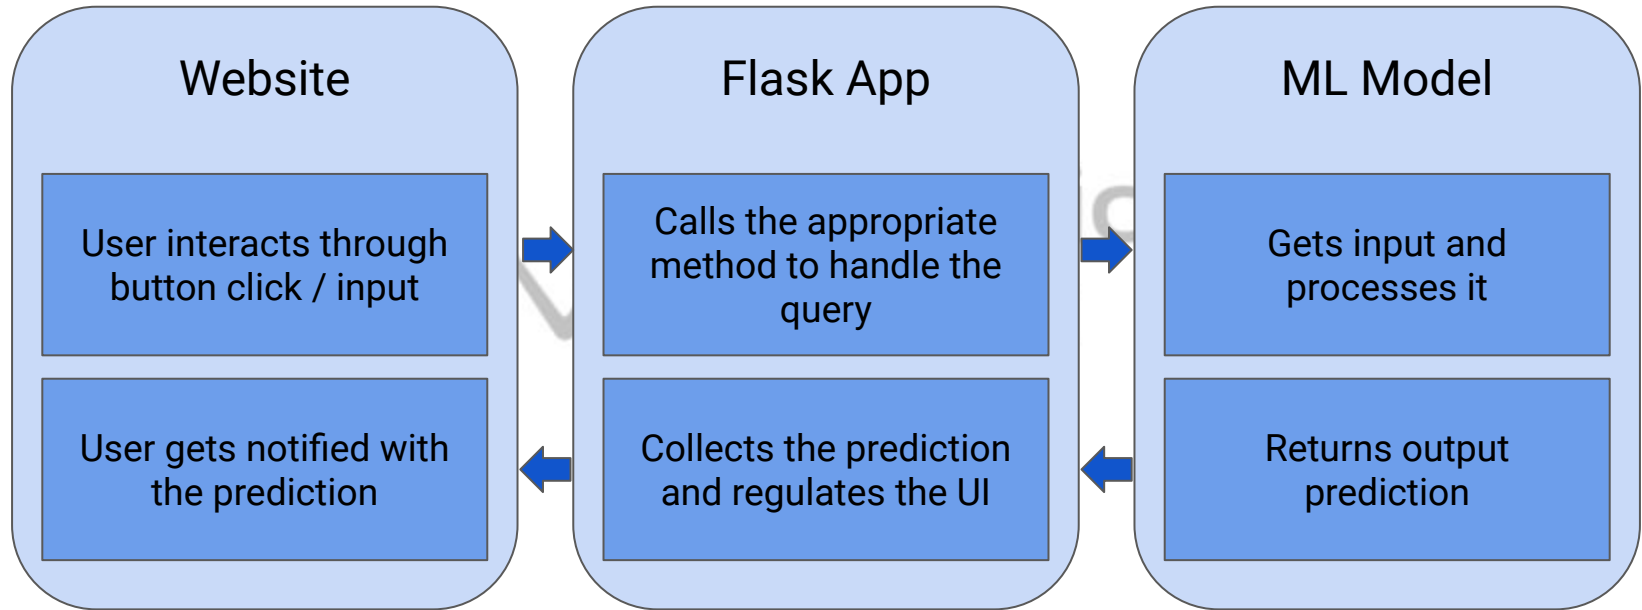 Website
User interacts through
button click / input
User gets notified with
the prediction
Flask App
Calls the appropriate
method to handle the
query
Collects the prediction
and regulates the UI
ML Model
Gets input and
processes it
Returns output
prediction